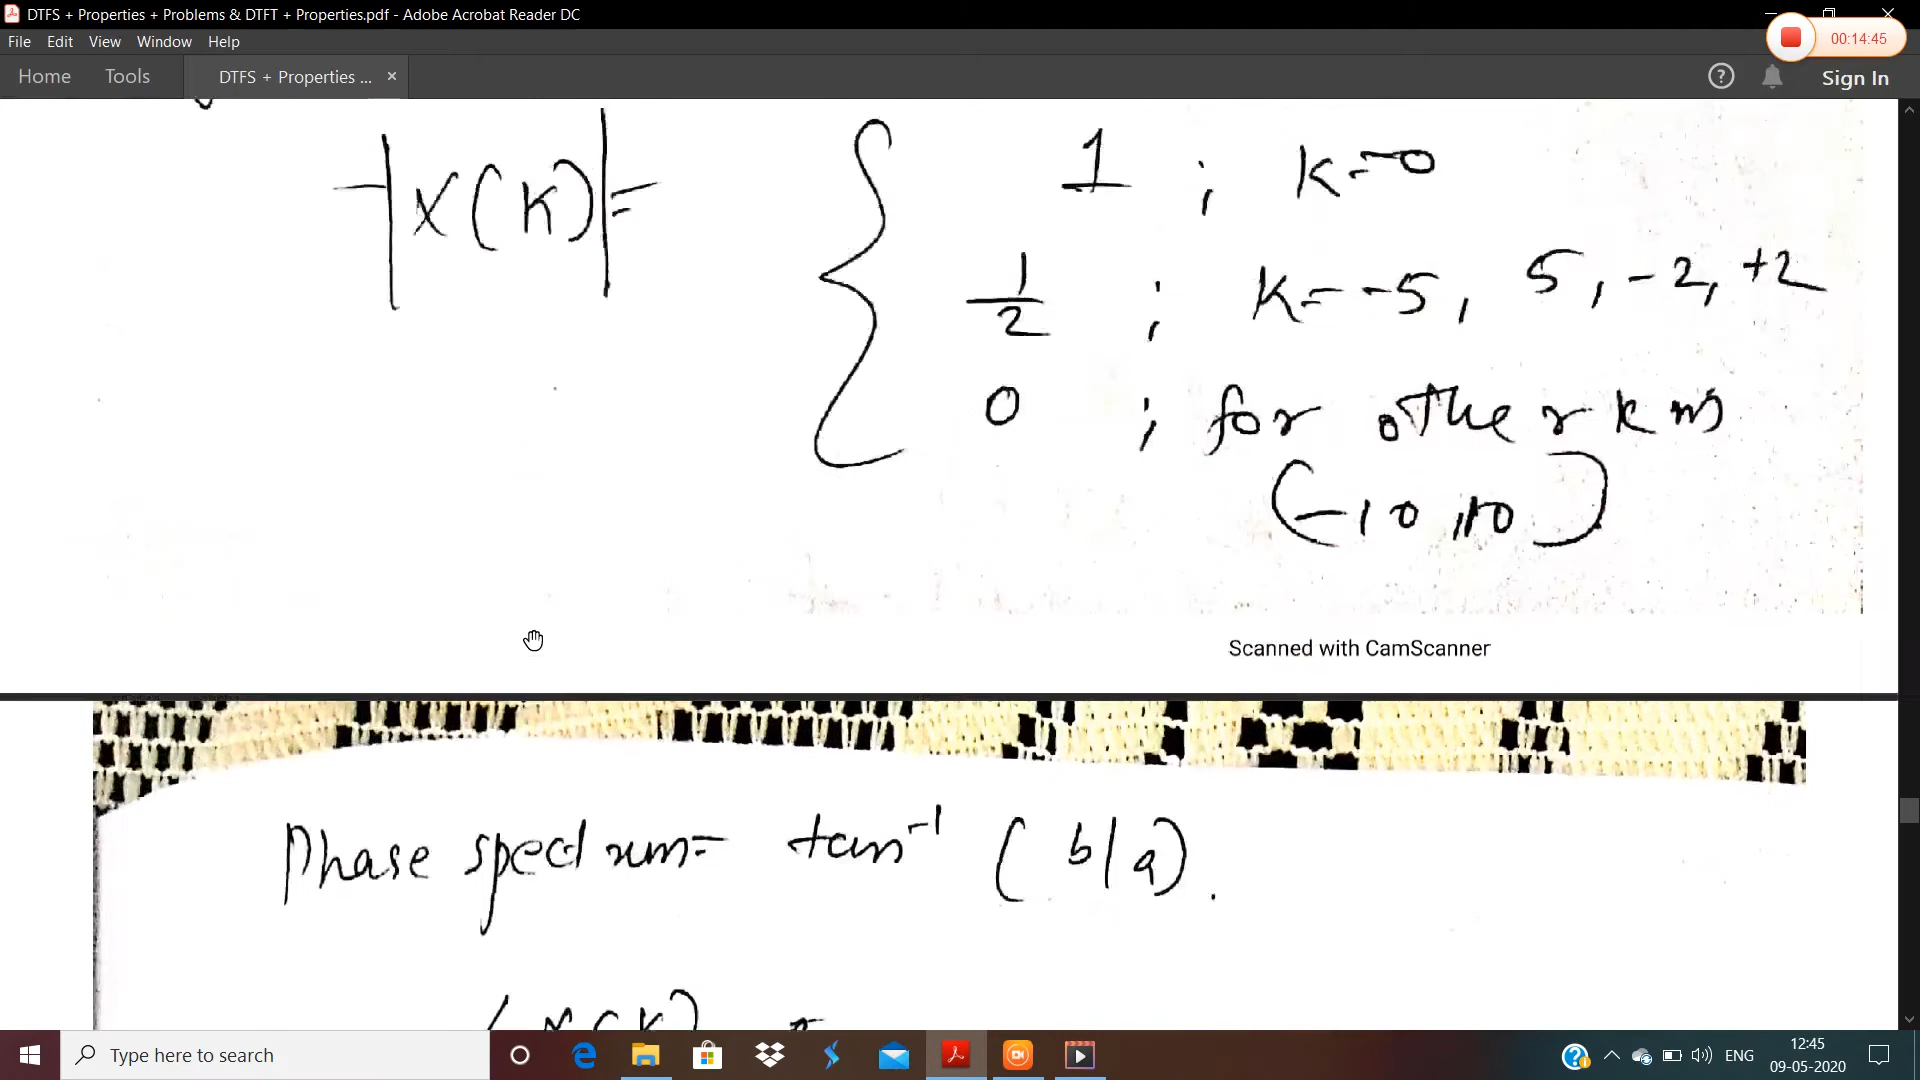 DTFS + Properties + Problems & DTFT + Properties.pdf - Adobe Acrobat Reader DC
File Edit View Window Help
00:14:45
Home Tools DTFS + Properties ... × Sign In
|X(K)| =
1 ; k=0
1/2 ; k=-5, 5, -2, +2
0 ; for other k in
(-10, 10)
Scanned with CamScanner
Phase spectrum= tan⁻¹ (b/a).
Type here to search
ENG
12:45
09-05-2020